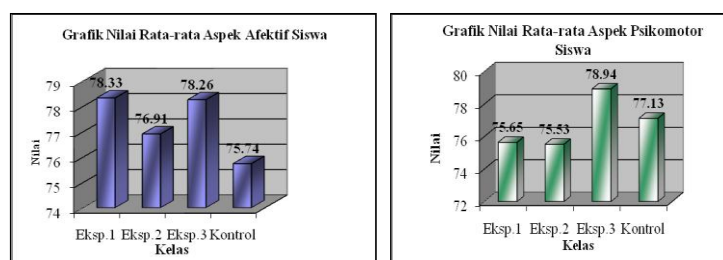 Grafik Nilai Rata-rata Aspek Afektif Siswa
79
78
77
76
75
74
Nilai
78.33
76.91
78.26
75.74
Eksp.1 Eksp.2 Eksp.3 Kontrol
Kelas
Grafik Nilai Rata-rata Aspek Psikomotor
Siswa
80
78
76
74
72
Nilai
75.65
75.53
78.94
77.13
Eksp.1 Eksp.2 Eksp.3 Kontrol
Kelas